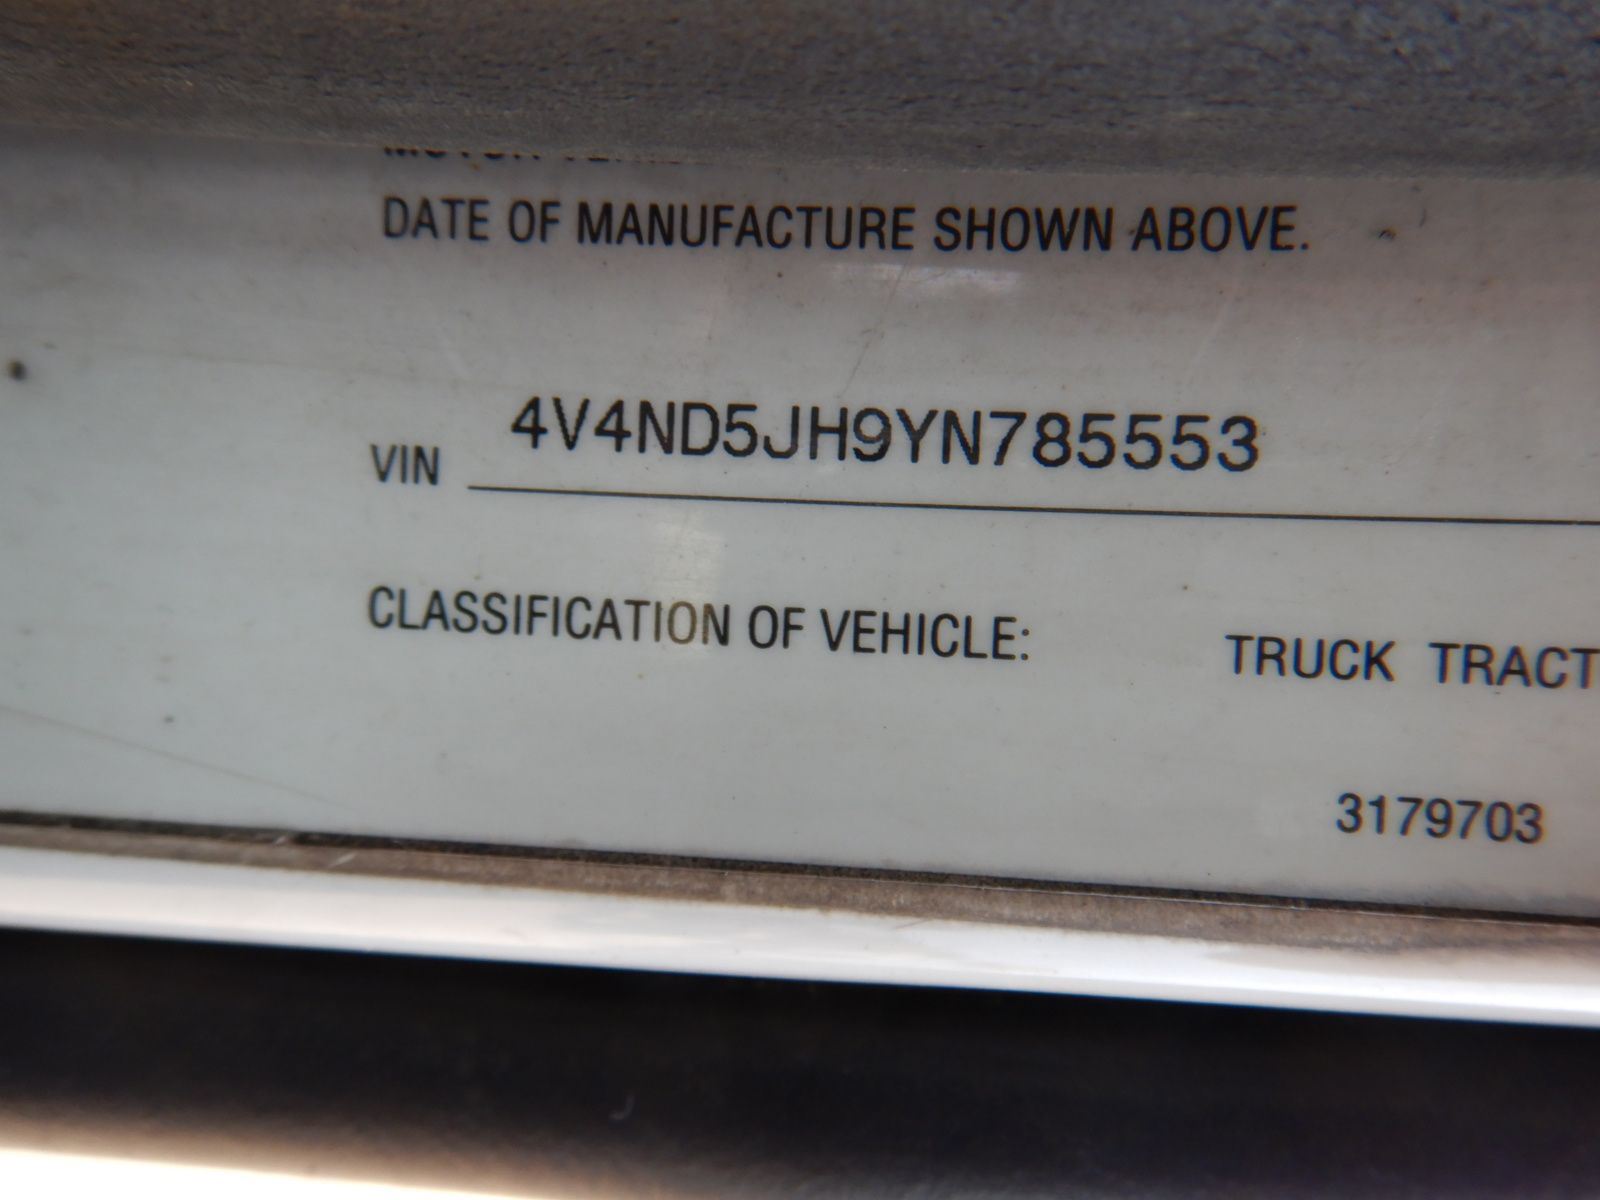 DATE OF MANUFACTURE SHOWN ABOVE.
4V4ND5JH9YN785553
VIN
CLASSIFICATION OF VEHICLE: TRUCK TRACT
3179703